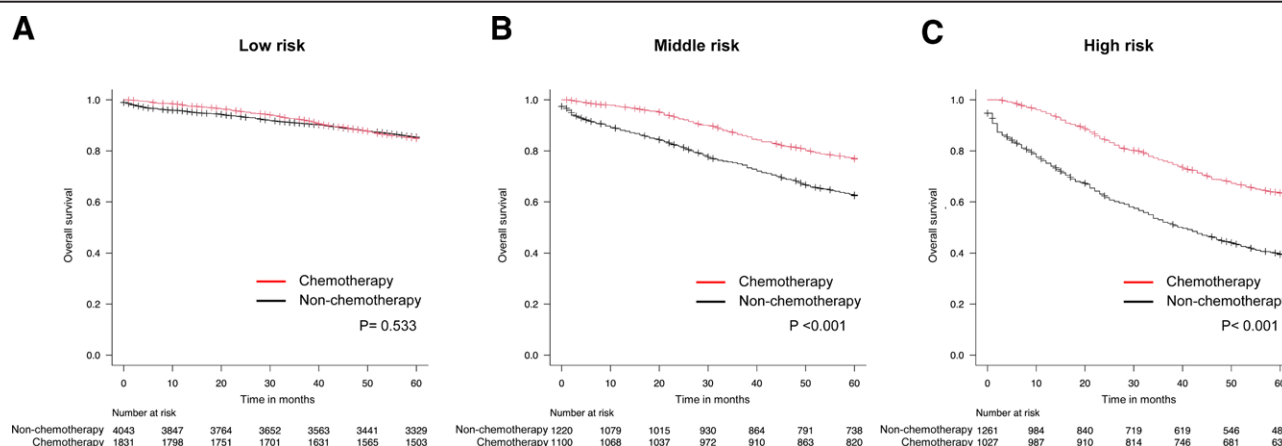 A
Low risk
Overall survival
1.0
0.8
0.6
0.4
0.2
0.0
Chemotherapy
Non-chemotherapy
P= 0.533
0 10 20 30 40 50 60
Time in months
Number at risk
Non-chemotherapy 4043 3847 3764 3652 3563 3441 3329
Chemotherapy 1831 1798 1751 1701 1631 1565 1503
B
Middle risk
Overall survival
1.0
0.8
0.6
0.4
0.2
0.0
Chemotherapy
Non-chemotherapy
P <0.001
0 10 20 30 40 50 60
Time in months
Number at risk
Non-chemotherapy 1220 1079 1015 930 864 791 738
Chemotherapy 1100 1068 1037 972 910 863 820
C
High risk
Overall survival
1.0
0.8
0.6
0.4
0.2
0.0
Chemotherapy
Non-chemotherap
P< 0.001
0 10 20 30 40 50 60
Time in months
Number at risk
Non-chemotherapy 1261 984 840 719 619 546 48
Chemotherapy 1027 987 910 814 746 681 63